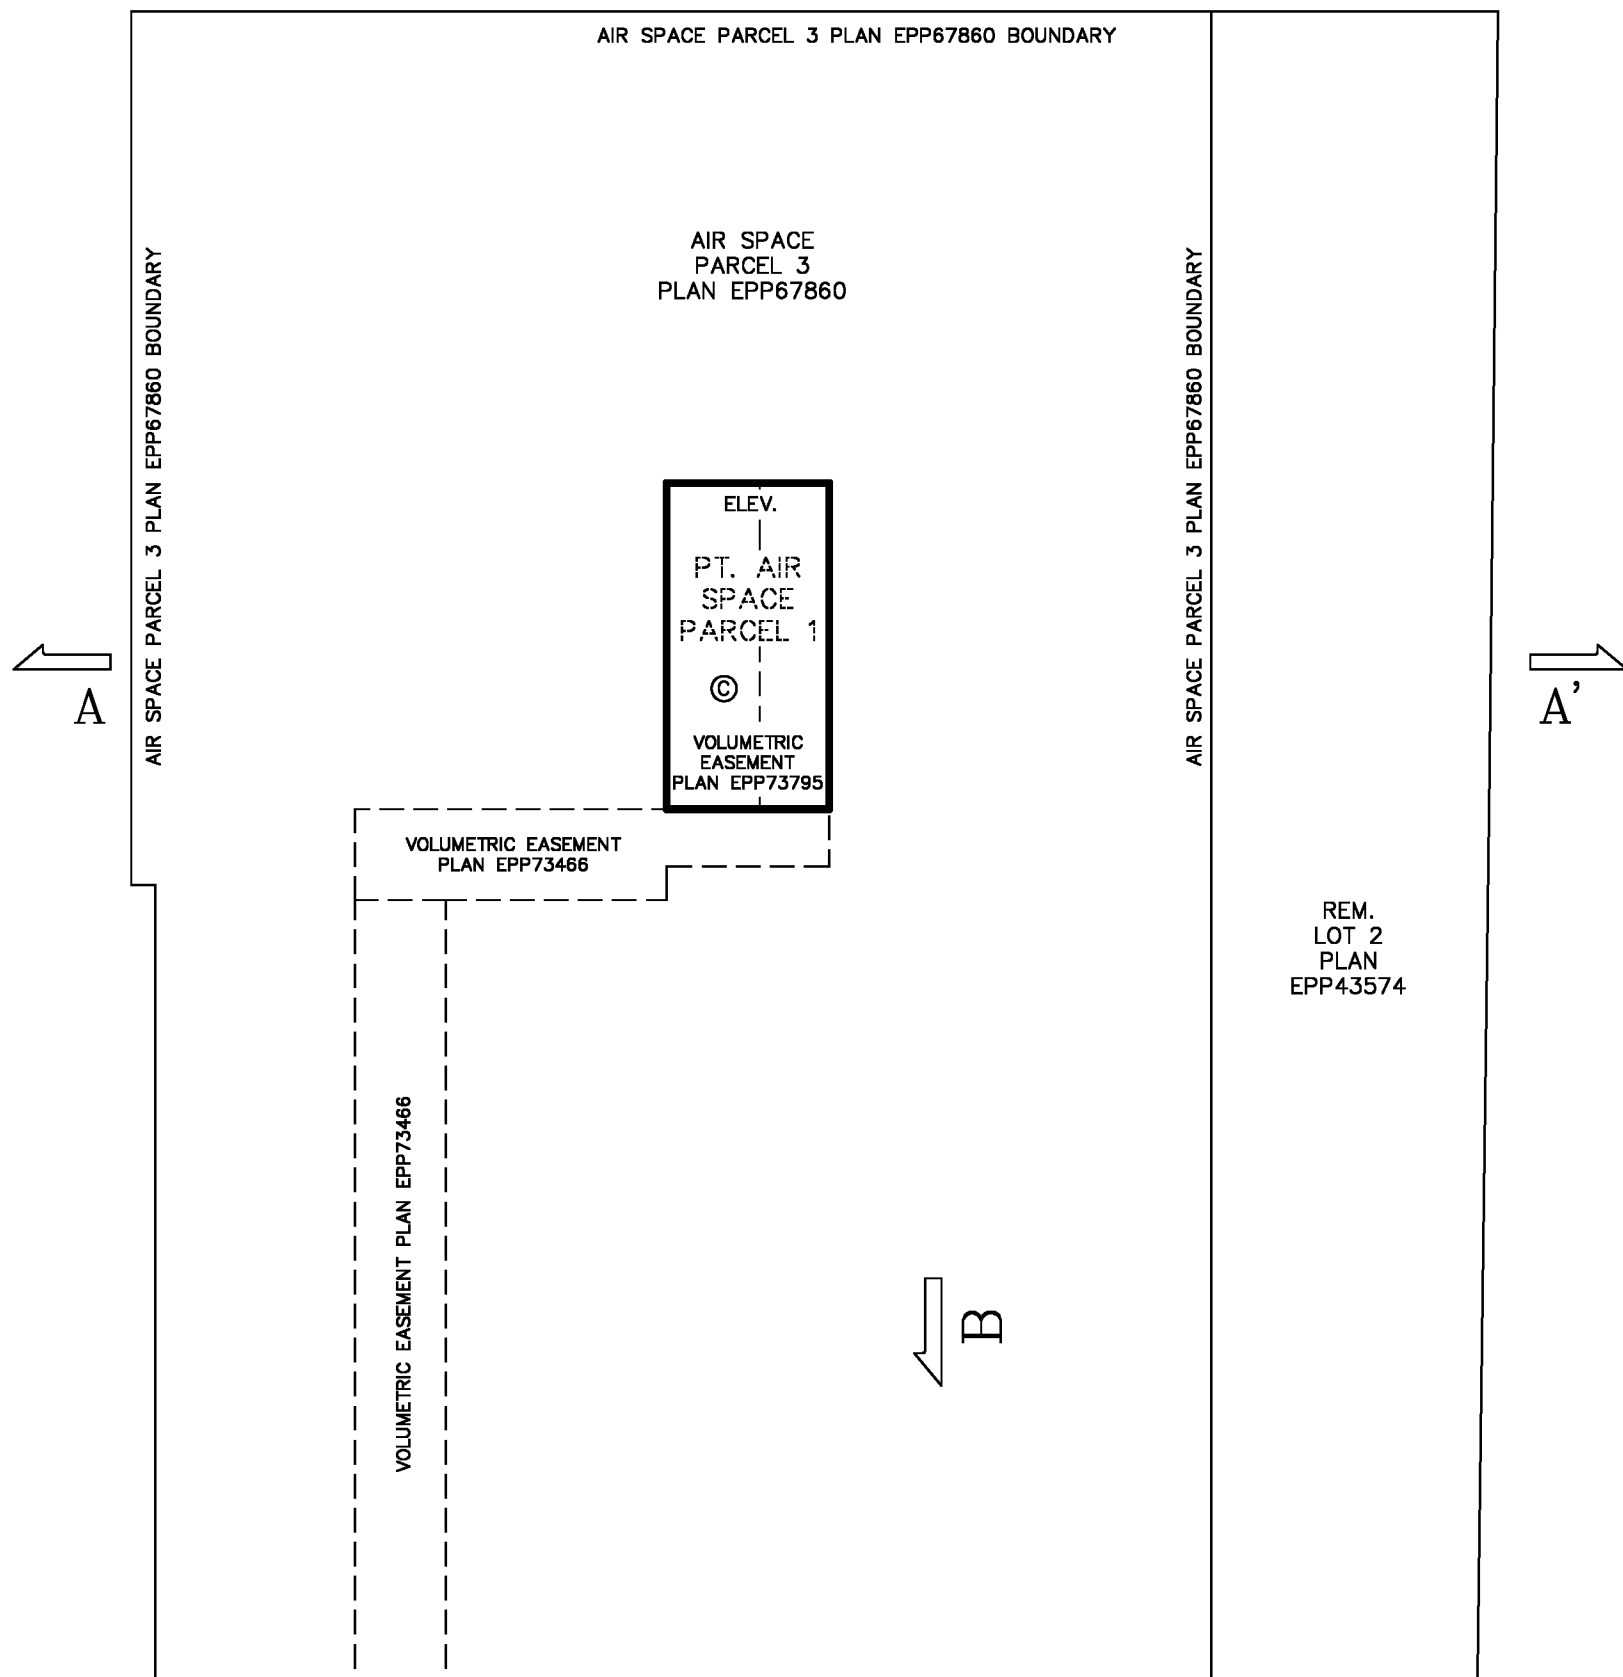 AIR SPACE PARCEL 3 PLAN EPP67860 BOUNDARY
AIR SPACE PARCEL 3 PLAN EPP67860 BOUNDARY
AIR SPACE
PARCEL 3
PLAN EPP67860
AIR SPACE PARCEL 3 PLAN EPP67860 BOUNDARY
ELEV.
PT. AIR
SPACE
PARCEL 1
©
VOLUMETRIC
EASEMENT
PLAN EPP73795
A
A'
VOLUMETRIC EASEMENT
PLAN EPP73466
REM.
LOT 2
PLAN
EPP43574
VOLUMETRIC EASEMENT PLAN EPP73466
B